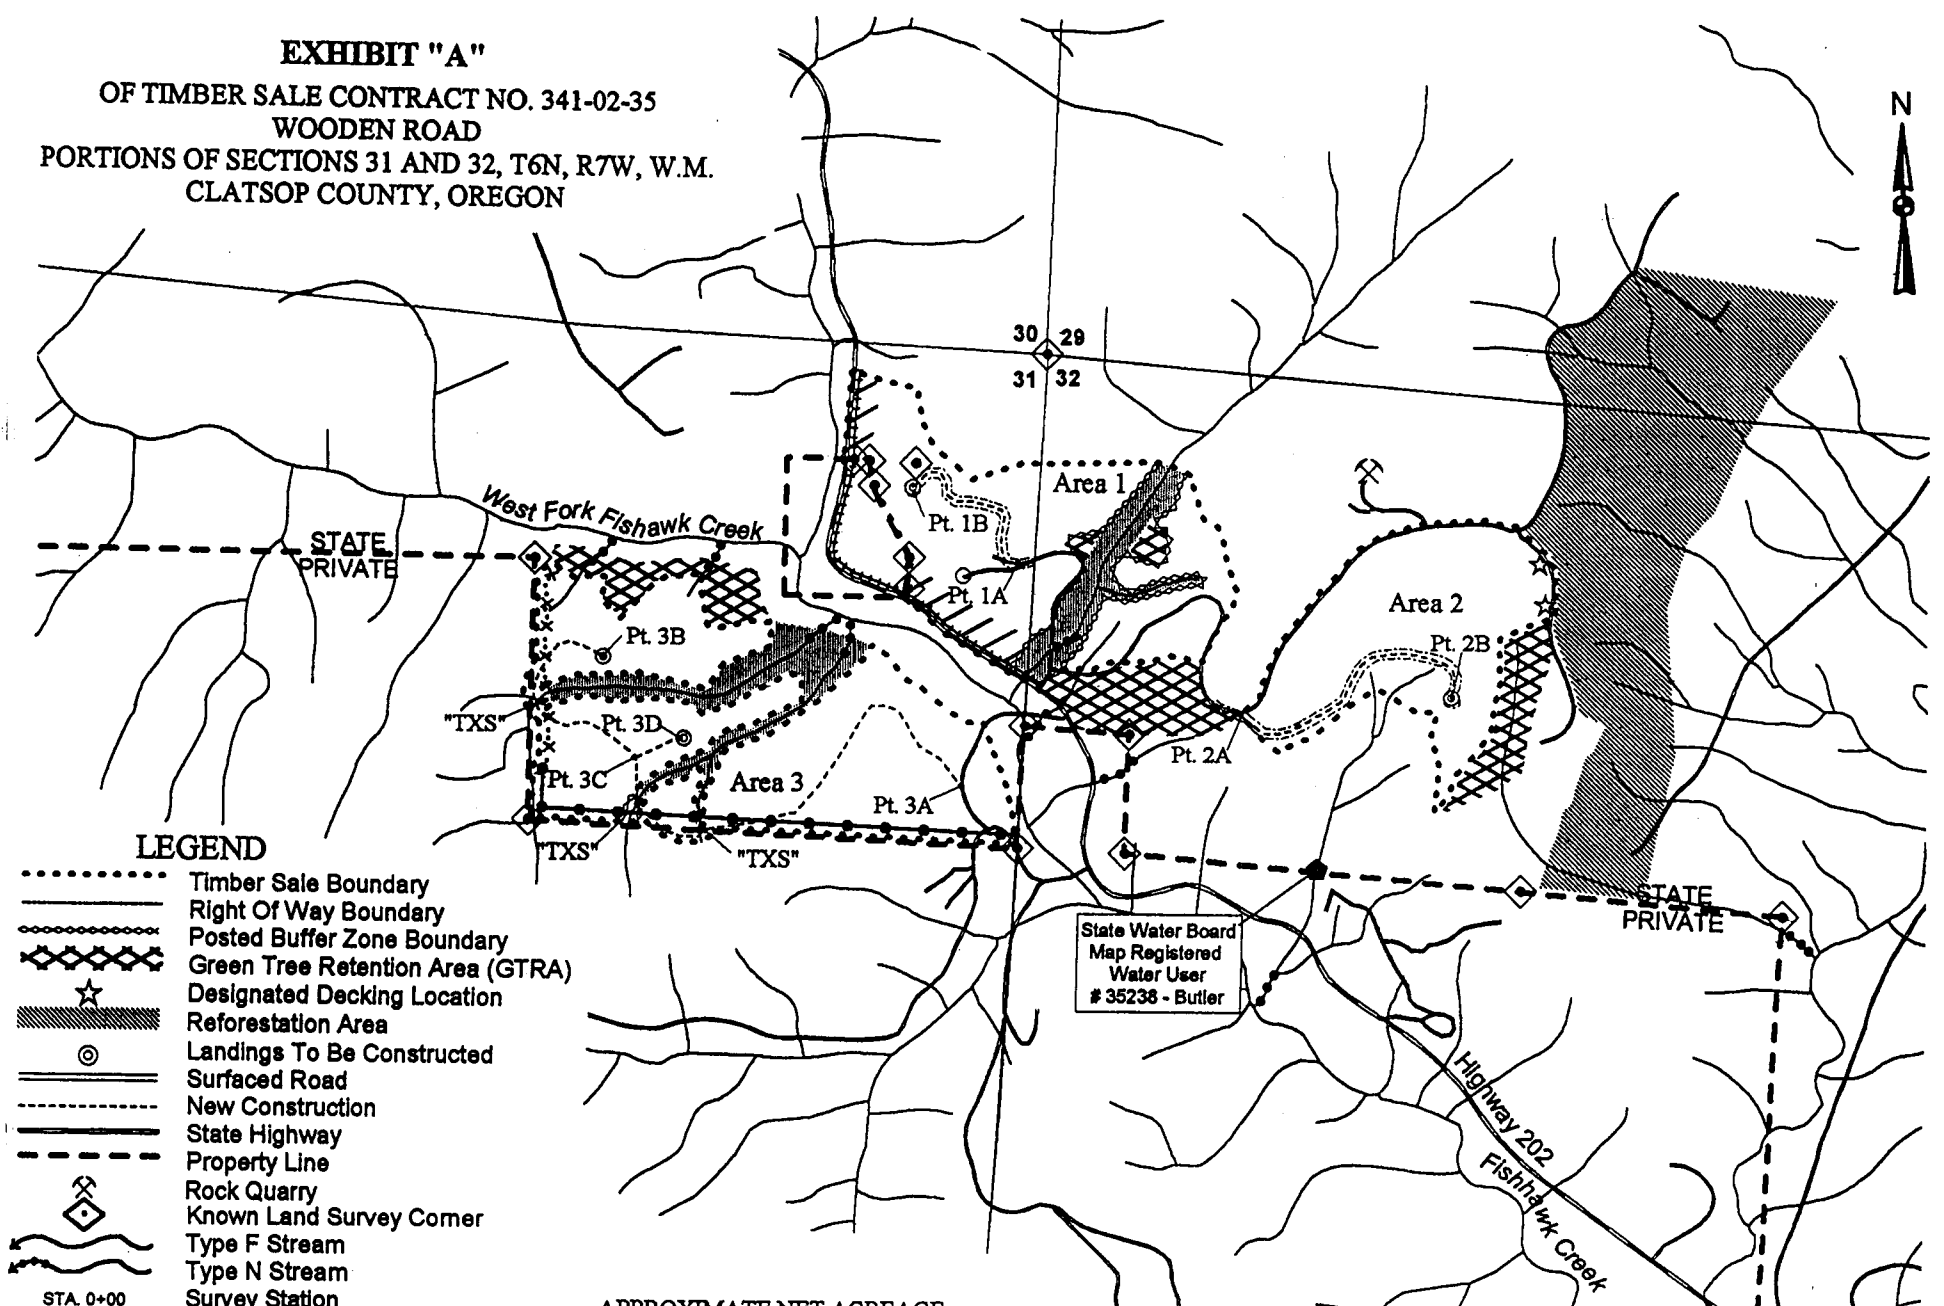 EXHIBIT "A"
OF TIMBER SALE CONTRACT NO. 341-02-35
WOODEN ROAD
PORTIONS OF SECTIONS 31 AND 32, T6N, R7W, W.M.
CLATSOP COUNTY, OREGON
N
30 29
31 32
Area 1
Pt. 1B
Pt. 1A
West Fork Fishawk Creek
STATE
PRIVATE
Area 2
Pt. 2B
Pt. 2A
Pt. 3B
"TXS"
Pt. 3D
Pt. 3C
Area 3
Pt. 3A
"TXS"
"TXS"
STATE
PRIVATE
State Water Board
Map Registered
Water User
# 35238 - Butler
Highway 202
Fishhawk Creek
LEGEND
Timber Sale Boundary
Right Of Way Boundary
Posted Buffer Zone Boundary
Green Tree Retention Area (GTRA)
Designated Decking Location
Reforestation Area
Landings To Be Constructed
Surfaced Road
New Construction
State Highway
Property Line
Rock Quarry
Known Land Survey Corner
Type F Stream
Type N Stream
STA. 0+00 Survey Station
APPROXIMATE NET ACREAGE